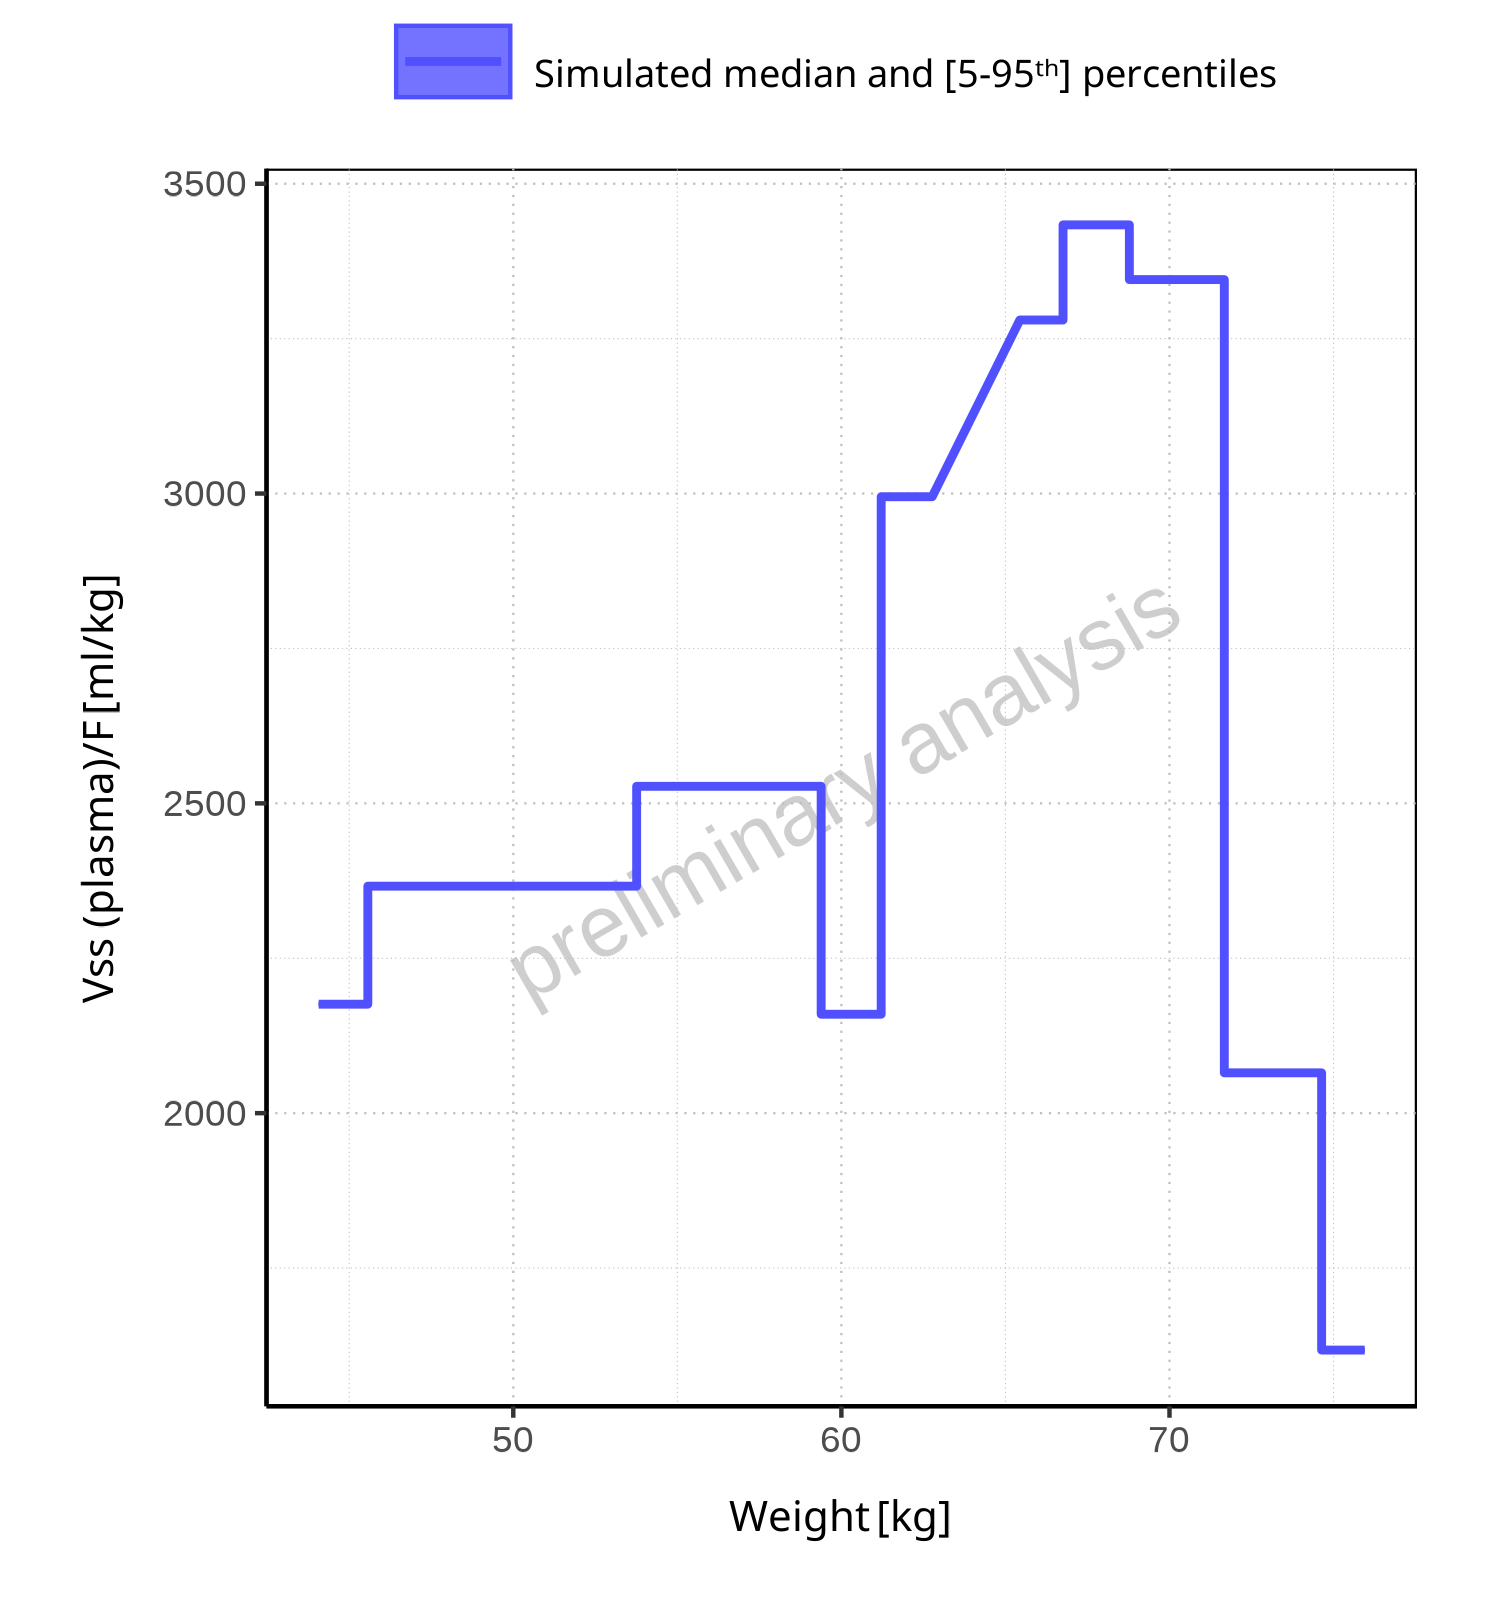 Simulated median and [5-95ᵗʰ] percentiles
3500
3000
2500
2000
Vss (plasma)/F [ml/kg]
preliminary analysis
50 60 70
Weight [kg]